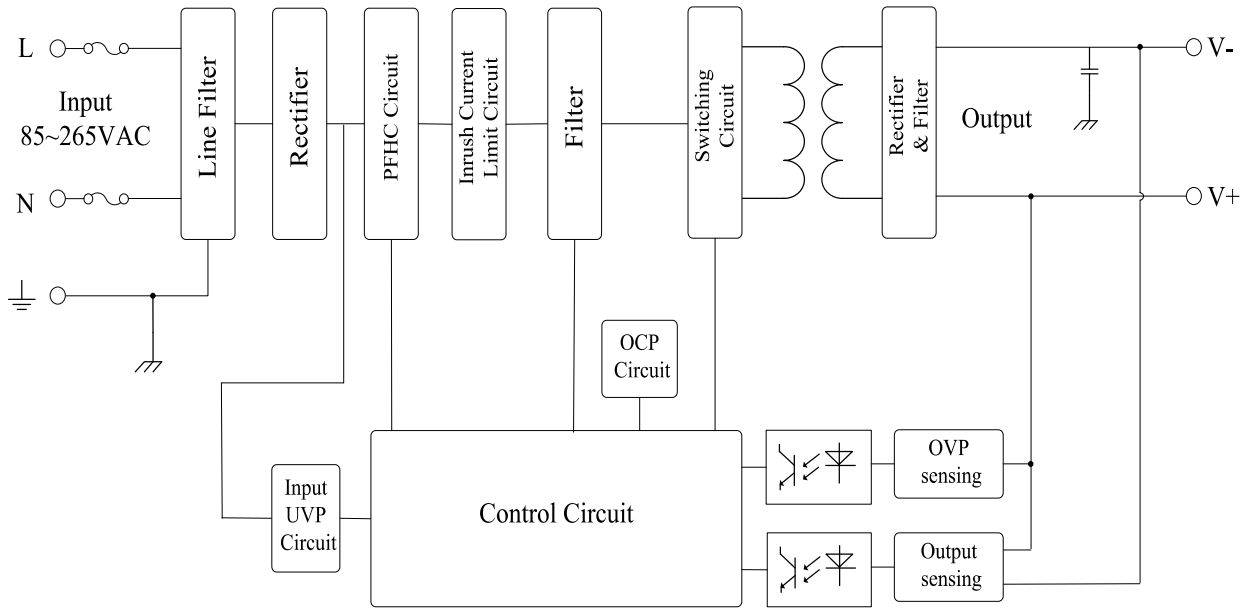 L
Input
85~265VAC
N
Line Filter
Rectifier
PFHC Circuit
Inrush Current
Limit Circuit
Filter
Switching
Circuit
Rectifier
& Filter
Output
V-
V+
OCP
Circuit
Input
UVP
Circuit
Control Circuit
OVP
sensing
Output
sensing